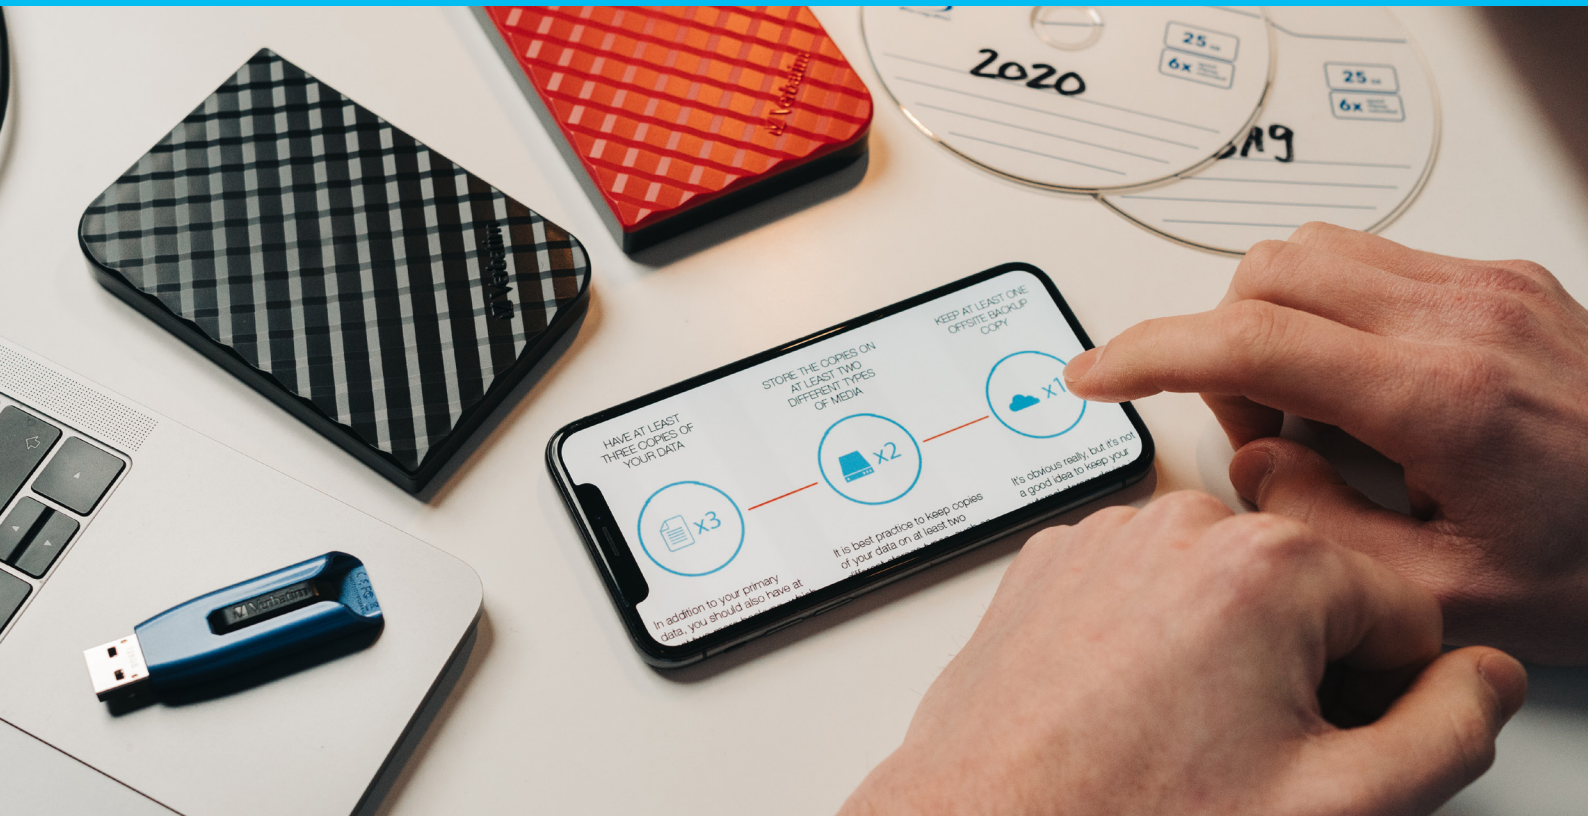 Verbatim
Verbatim
2020
25 GB
6x
25 GB
6x
Verbatim
HAVE AT LEAST
THREE COPIES OF
YOUR DATA
x3
In addition to your primary
data, you should also have at
STORE THE COPIES ON
AT LEAST TWO
DIFFERENT TYPES
OF MEDIA
x2
It is best practice to keep copies
of your data on at least two
KEEP AT LEAST ONE
OFFSITE BACKUP
COPY
x1
It's obvious really, but it's not
a good idea to keep your